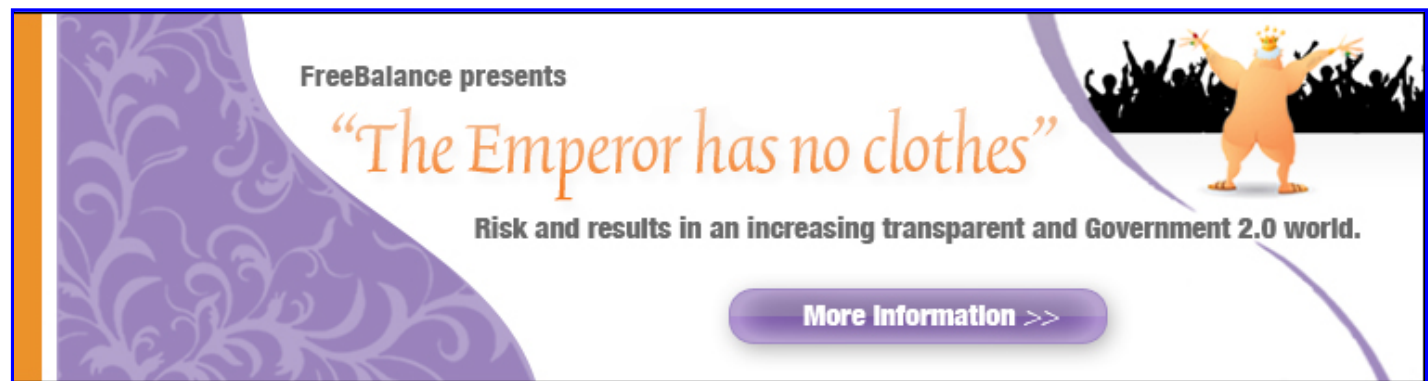 FreeBalance presents
“The Emperor has no clothes”
Risk and results in an increasing transparent and Government 2.0 world.
More Information >>